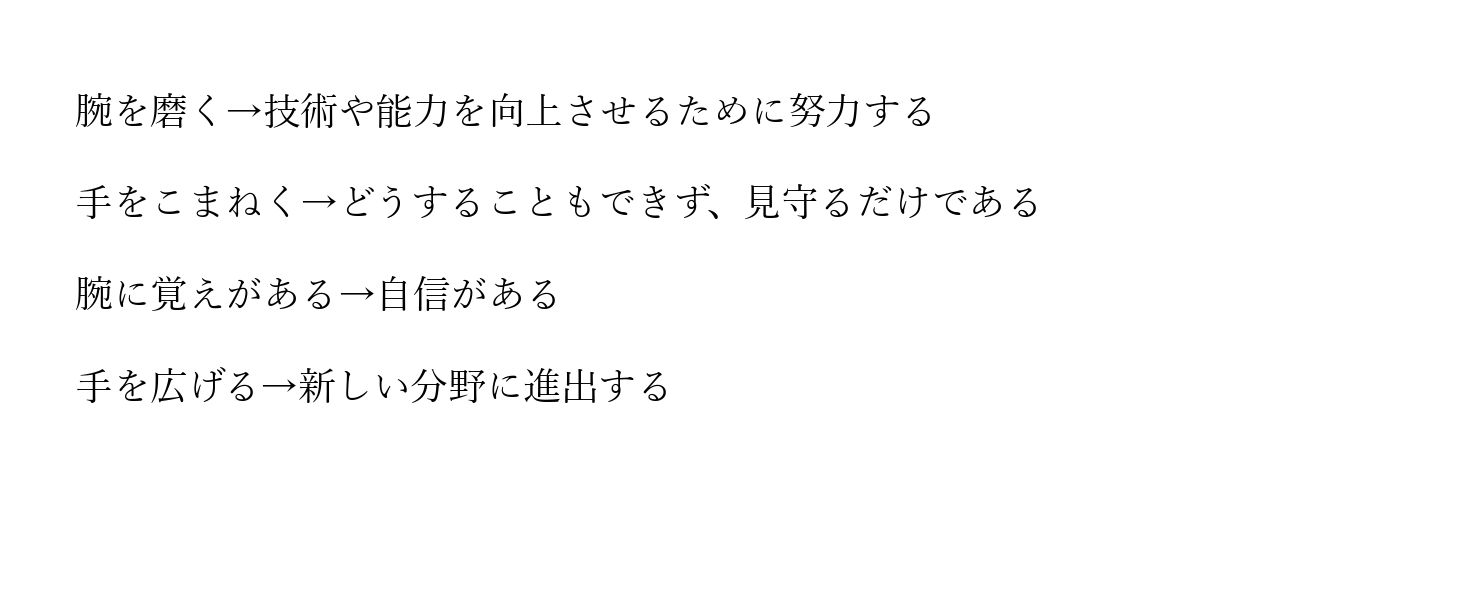 腕を磨く→技術や能力を向上させるために努力する
手をこまねく→どうすることもできず、見守るだけである
腕に覚えがある→自信がある
手を広げる→新しい分野に進出する